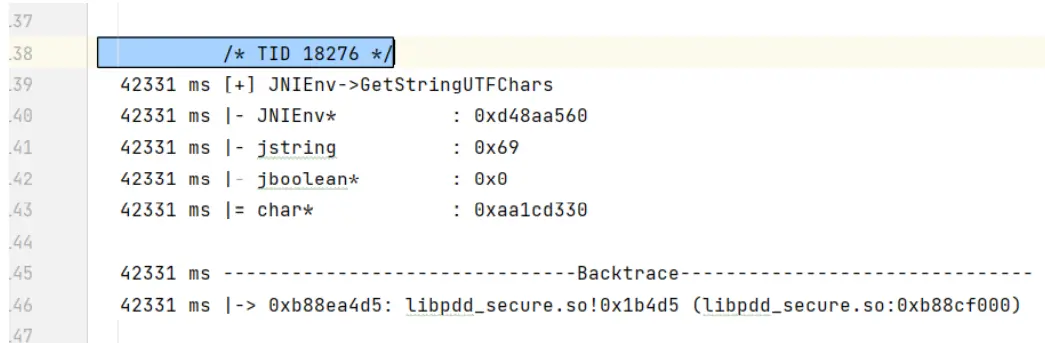 .37
.38 /* TID 18276 */
.39 42331 ms [+] JNIEnv->GetStringUTFChars
.40 42331 ms |- JNIEnv* : 0xd48aa560
.41 42331 ms |- jstring : 0x69
.42 42331 ms |- jboolean* : 0x0
.43 42331 ms |= char* : 0xaa1cd330
.44
.45 42331 ms -------------------------------Backtrace-------------------------------
.46 42331 ms |-> 0xb88ea4d5: libpdd_secure.so!0x1b4d5 (libpdd_secure.so:0xb88cf000)
.47